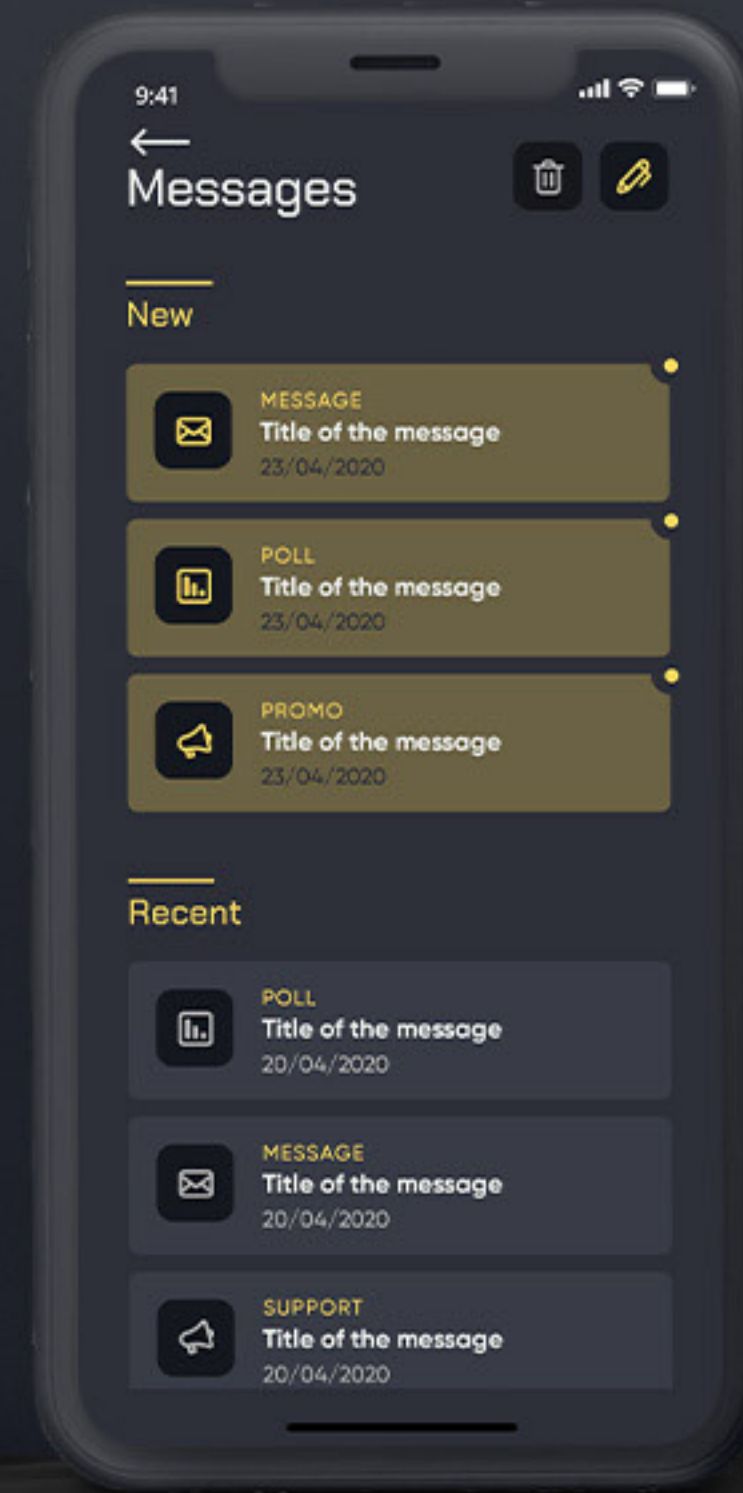 9:41
Messages
New
MESSAGE
Title of the message
23/04/2020
POLL
Title of the message
23/04/2020
PROMO
Title of the message
23/04/2020
Recent
POLL
Title of the message
20/04/2020
MESSAGE
Title of the message
20/04/2020
SUPPORT
Title of the message
20/04/2020